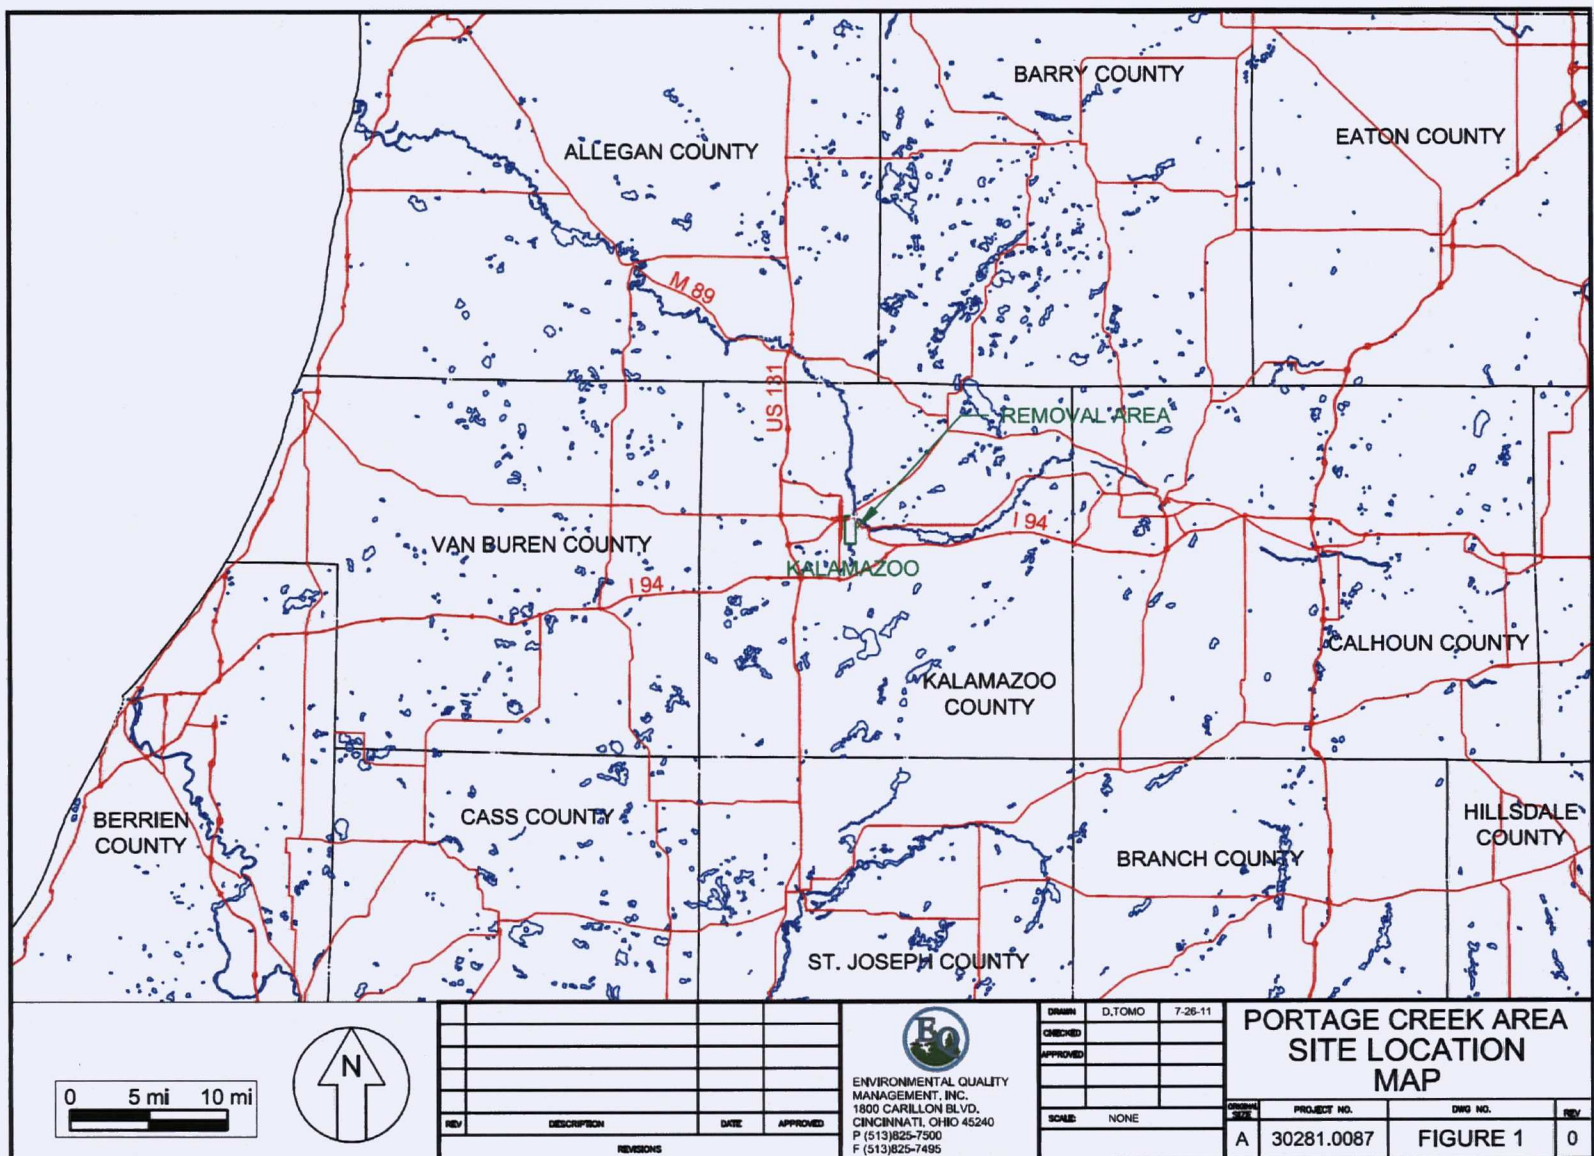 BARRY COUNTY
EATON COUNTY
ALLEGAN COUNTY
M 89
US 131
REMOVAL AREA
I 94
VAN BUREN COUNTY
KALAMAZOO
I 94
CALHOUN COUNTY
KALAMAZOO
COUNTY
BERRIEN
COUNTY
CASS COUNTY
HILLSDALE
COUNTY
BRANCH COUNTY
ST. JOSEPH COUNTY
N
0 5 mi 10 mi
REV DESCRIPTION DATE APPROVED
REVISIONS
EQ
ENVIRONMENTAL QUALITY
MANAGEMENT, INC.
1800 CARILLON BLVD.
CINCINNATI, OHIO 45240
P (513)825-7500
F (513)825-7495
DRAWN D.TOMO 7-26-11
CHECKED
APPROVED
SCALE: NONE
PORTAGE CREEK AREA
SITE LOCATION
MAP
ORIGINAL SIZE PROJECT NO. DWG NO. REV
A 30281.0087 FIGURE 1 0